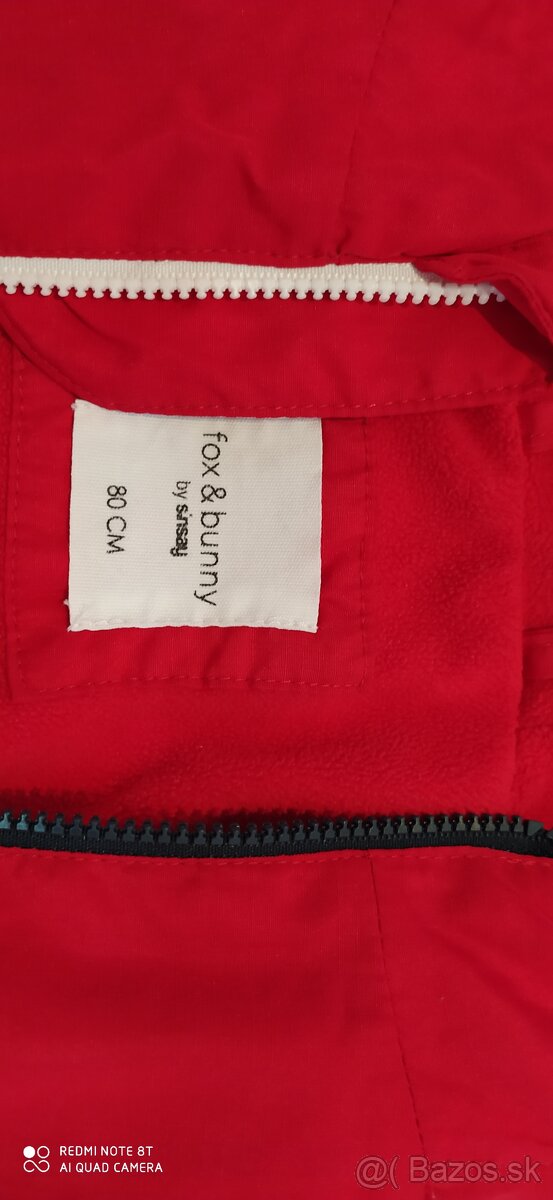 fox & bunny
by sinsay
80 CM
REDMI NOTE 8T
AI QUAD CAMERA
@( Bazos.sk